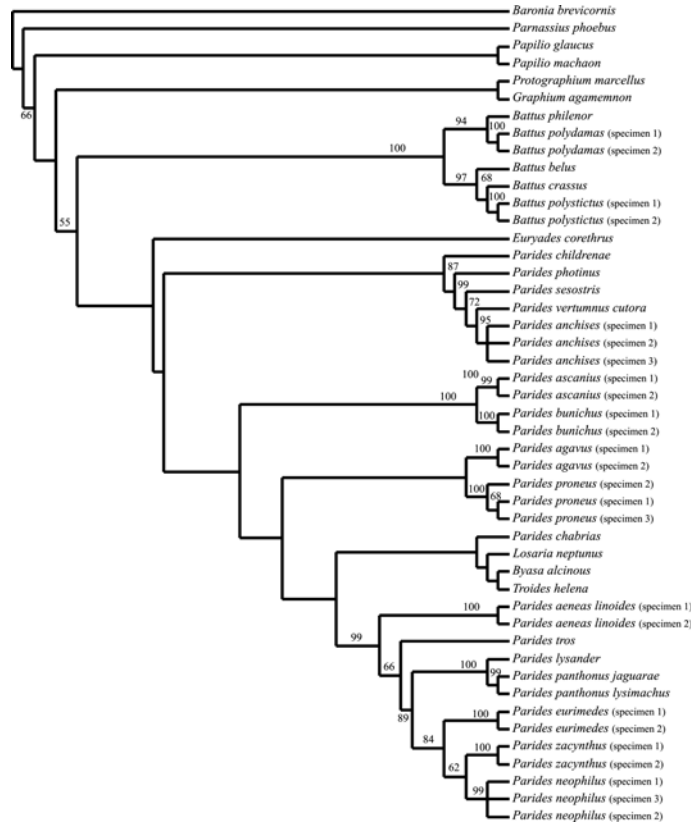 Baronia brevicornis
Parnassius phoebus
Papilio glaucus
Papilio machaon
66
Protographium marcellus
Graphium agamemnon
Battus philenor
94
100
Battus polydamas (specimen 1)
Battus polydamas (specimen 2)
100
Battus belus
97
68
Battus crassus
100
Battus polystictus (specimen 1)
Battus polystictus (specimen 2)
55
Euryades corethrus
Parides childrenae
87
Parides photinus
99
Parides sesostris
72
Parides vertumnus cutora
95
Parides anchises (specimen 1)
Parides anchises (specimen 2)
Parides anchises (specimen 3)
100
99
Parides ascanius (specimen 1)
Parides ascanius (specimen 2)
100
100
Parides bunichus (specimen 1)
Parides bunichus (specimen 2)
100
Parides agavus (specimen 1)
Parides agavus (specimen 2)
100
Parides proneus (specimen 2)
68
Parides proneus (specimen 1)
Parides proneus (specimen 3)
Parides chabrias
Losaria neptunus
Byasa alcinous
Troides helena
100
Parides aeneas linoides (specimen 1)
Parides aeneas linoides (specimen 2)
99
Parides tros
66
Parides lysander
100
99
Parides panthonus jaguarae
Parides panthonus lysimachus
89
100
Parides eurimedes (specimen 1)
Parides eurimedes (specimen 2)
84
100
Parides zacynthus (specimen 1)
Parides zacynthus (specimen 2)
62
Parides neophilus (specimen 1)
99
Parides neophilus (specimen 3)
Parides neophilus (specimen 2)